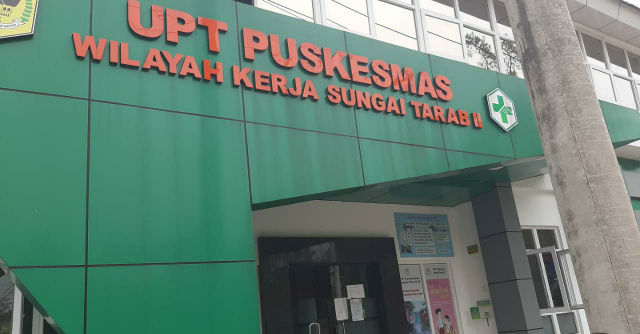 UPT PUSKESMAS
WILAYAH KERJA SUNGAI TARAB II